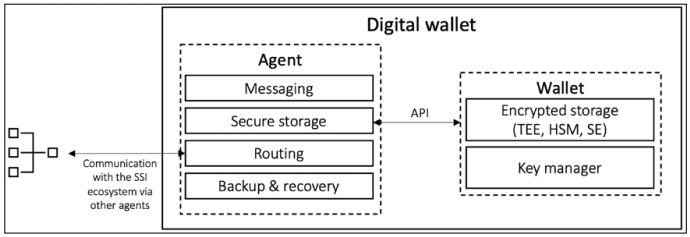 Digital wallet
Agent
Messaging
Secure storage
Routing
Backup & recovery
API
Wallet
Encrypted storage
(TEE, HSM, SE)
Key manager
Communication
with the SSI
ecosystem via
other agents